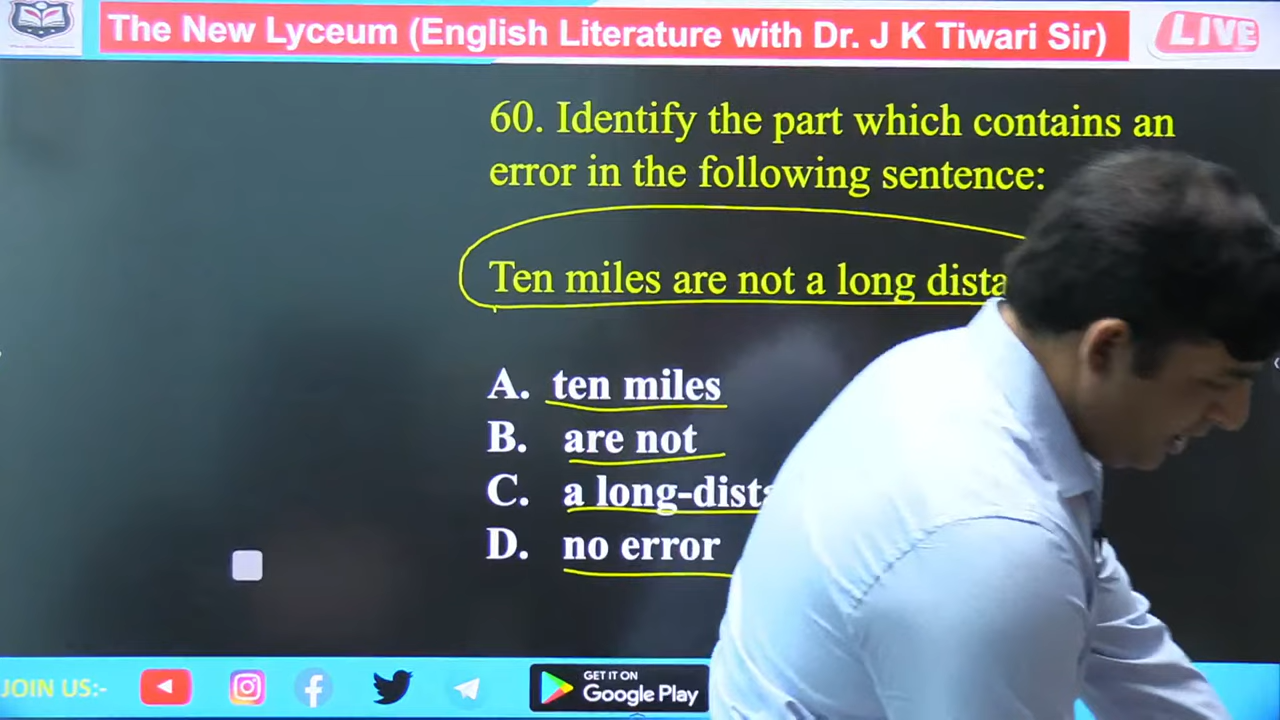 The New Lyceum (English Literature with Dr. J K Tiwari Sir)
LIVE
60. Identify the part which contains an
error in the following sentence:
Ten miles are not a long
A. ten miles
B. are not
C. a
D. no error
JOIN US:-
GET IT ON
Google Play